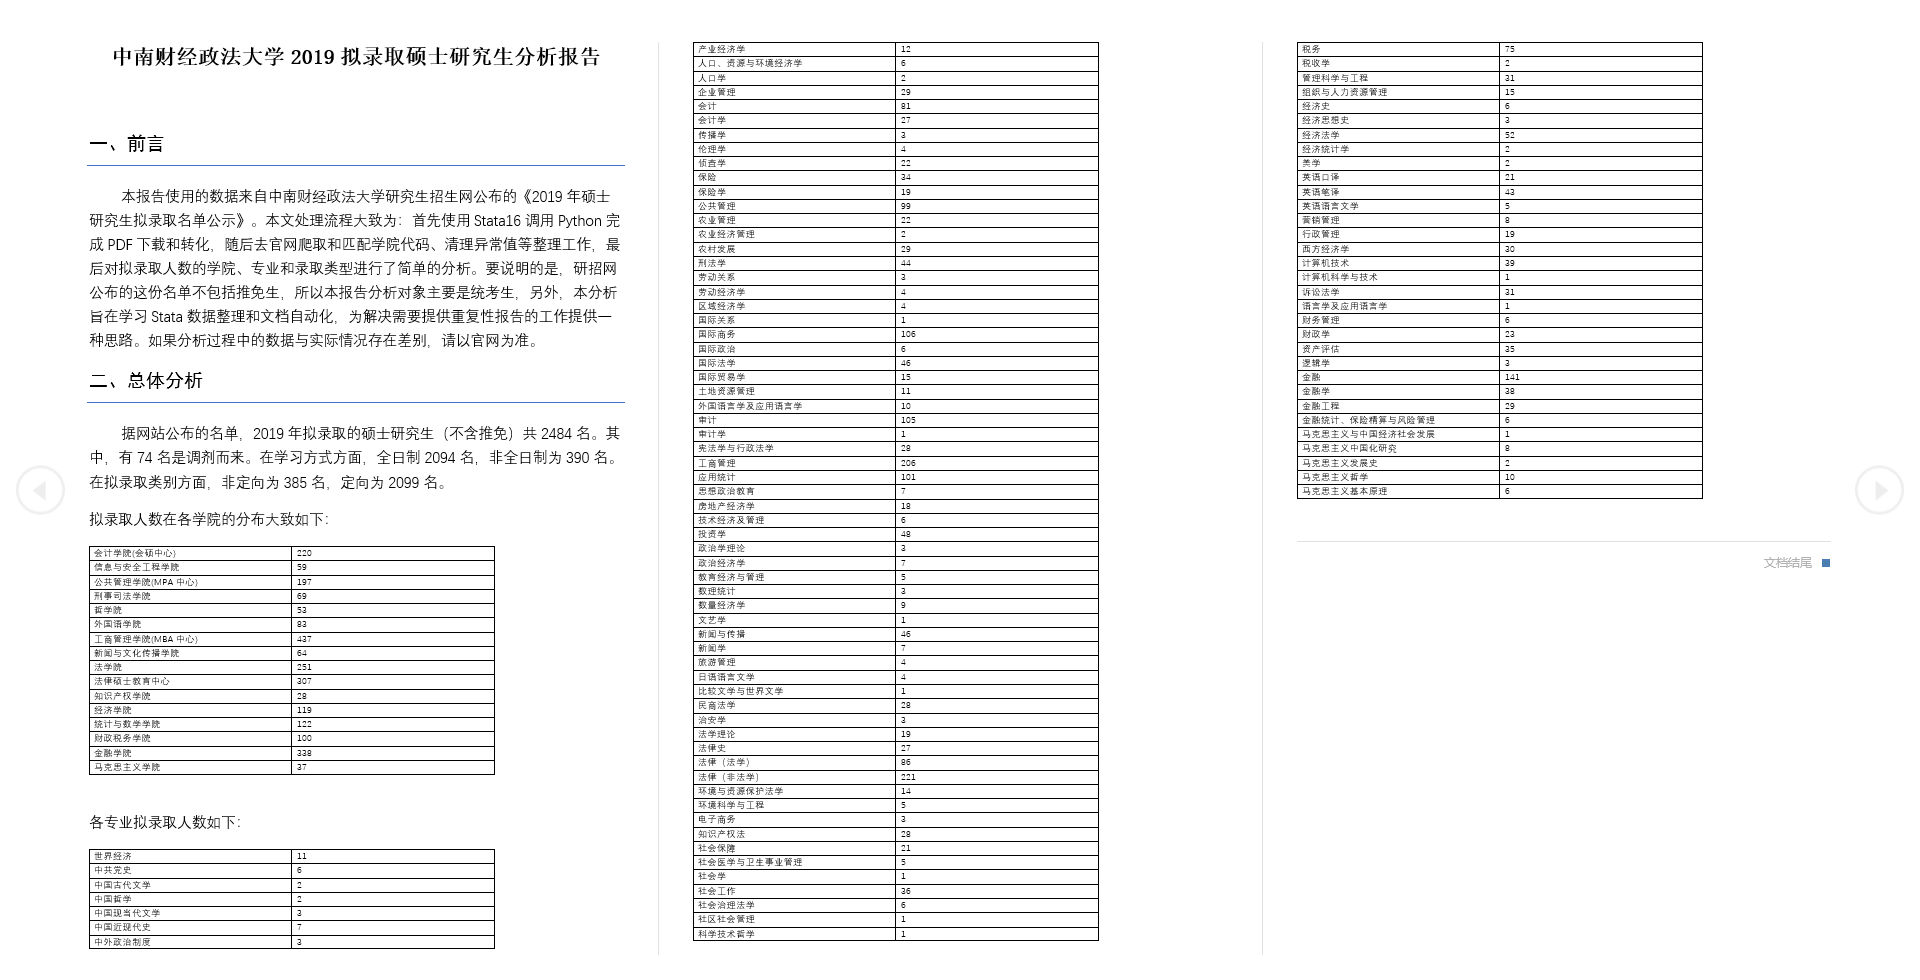 中南财经政法大学 2019 拟录取硕士研究生分析报告
一、前言
本报告使用的数据来自中南财经政法大学研究生招生网公布的《2019 年硕士
研究生拟录取名单公示》。本文处理流程大致为：首先使用 Stata16 调用 Python 完
成 PDF 下载和转化，随后去官网爬取和匹配学院代码、清理异常值等整理工作，最
后对拟录取人数的学院、专业和录取类型进行了简单的分析。要说明的是，研招网
公布的这份名单不包括推免生，所以本报告分析对象主要是统考生，另外，本分析
旨在学习 Stata 数据整理和文档自动化，为解决需要提供重复性报告的工作提供一
种思路。如果分析过程中的数据与实际情况存在差别，请以官网为准。
二、总体分析
据网站公布的名单，2019 年拟录取的硕士研究生（不含推免）共 2484 名。其
中，有 74 名是调剂而来。在学习方式方面，全日制 2094 名，非全日制为 390 名。
在拟录取类别方面，非定向为 385 名，定向为 2099 名。
拟录取人数在各学院的分布大致如下：
会计学院(会硕中心) 220
信息与安全工程学院 59
公共管理学院(MPA 中心) 197
刑事司法学院 69
哲学院 53
外国语学院 83
工商管理学院(MBA 中心) 437
新闻与文化传播学院 64
法学院 251
法律硕士教育中心 307
知识产权学院 28
经济学院 119
统计与数学学院 122
财政税务学院 100
金融学院 338
马克思主义学院 37
各专业拟录取人数如下：
世界经济 11
中共党史 6
中国古代文学 2
中国哲学 2
中国现当代文学 3
中国近现代史 7
中外政治制度 3
产业经济学 12
人口、资源与环境经济学 6
人口学 2
企业管理 29
会计 81
会计学 27
传播学 3
伦理学 4
侦查学 22
保险 34
保险学 19
公共管理 99
农业管理 22
农业经济管理 2
农村发展 29
刑法学 44
劳动关系 3
劳动经济学 4
区域经济学 4
国际关系 1
国际商务 106
国际政治 6
国际法学 46
国际贸易学 15
土地资源管理 11
外国语言学及应用语言学 10
审计 105
审计学 1
宪法学与行政法学 28
工商管理 206
应用统计 101
思想政治教育 7
房地产经济学 18
技术经济及管理 6
投资学 48
政治学理论 3
政治经济学 7
教育经济与管理 5
数理统计 3
数量经济学 9
文艺学 1
新闻与传播 46
新闻学 7
旅游管理 4
日语语言文学 4
比较文学与世界文学 1
民商法学 28
治安学 3
法学理论 19
法律史 27
法律（法学） 86
法律（非法学） 221
环境与资源保护法学 14
环境科学与工程 5
电子商务 3
知识产权法 28
社会保障 21
社会医学与卫生事业管理 5
社会学 1
社会工作 36
社会治理法学 6
社区社会管理 1
科学技术哲学 1
税务 75
税收学 2
管理科学与工程 31
组织与人力资源管理 15
经济史 6
经济思想史 3
经济法学 52
经济统计学 2
美学 2
英语口译 21
英语笔译 43
英语语言文学 5
营销管理 8
行政管理 19
西方经济学 30
计算机技术 39
计算机科学与技术 1
诉讼法学 31
语言学及应用语言学 1
财务管理 6
财政学 23
资产评估 35
逻辑学 3
金融 141
金融学 38
金融工程 29
金融统计、保险精算与风险管理 6
马克思主义与中国经济社会发展 1
马克思主义中国化研究 8
马克思主义发展史 2
马克思主义哲学 10
马克思主义基本原理 6
文档结尾